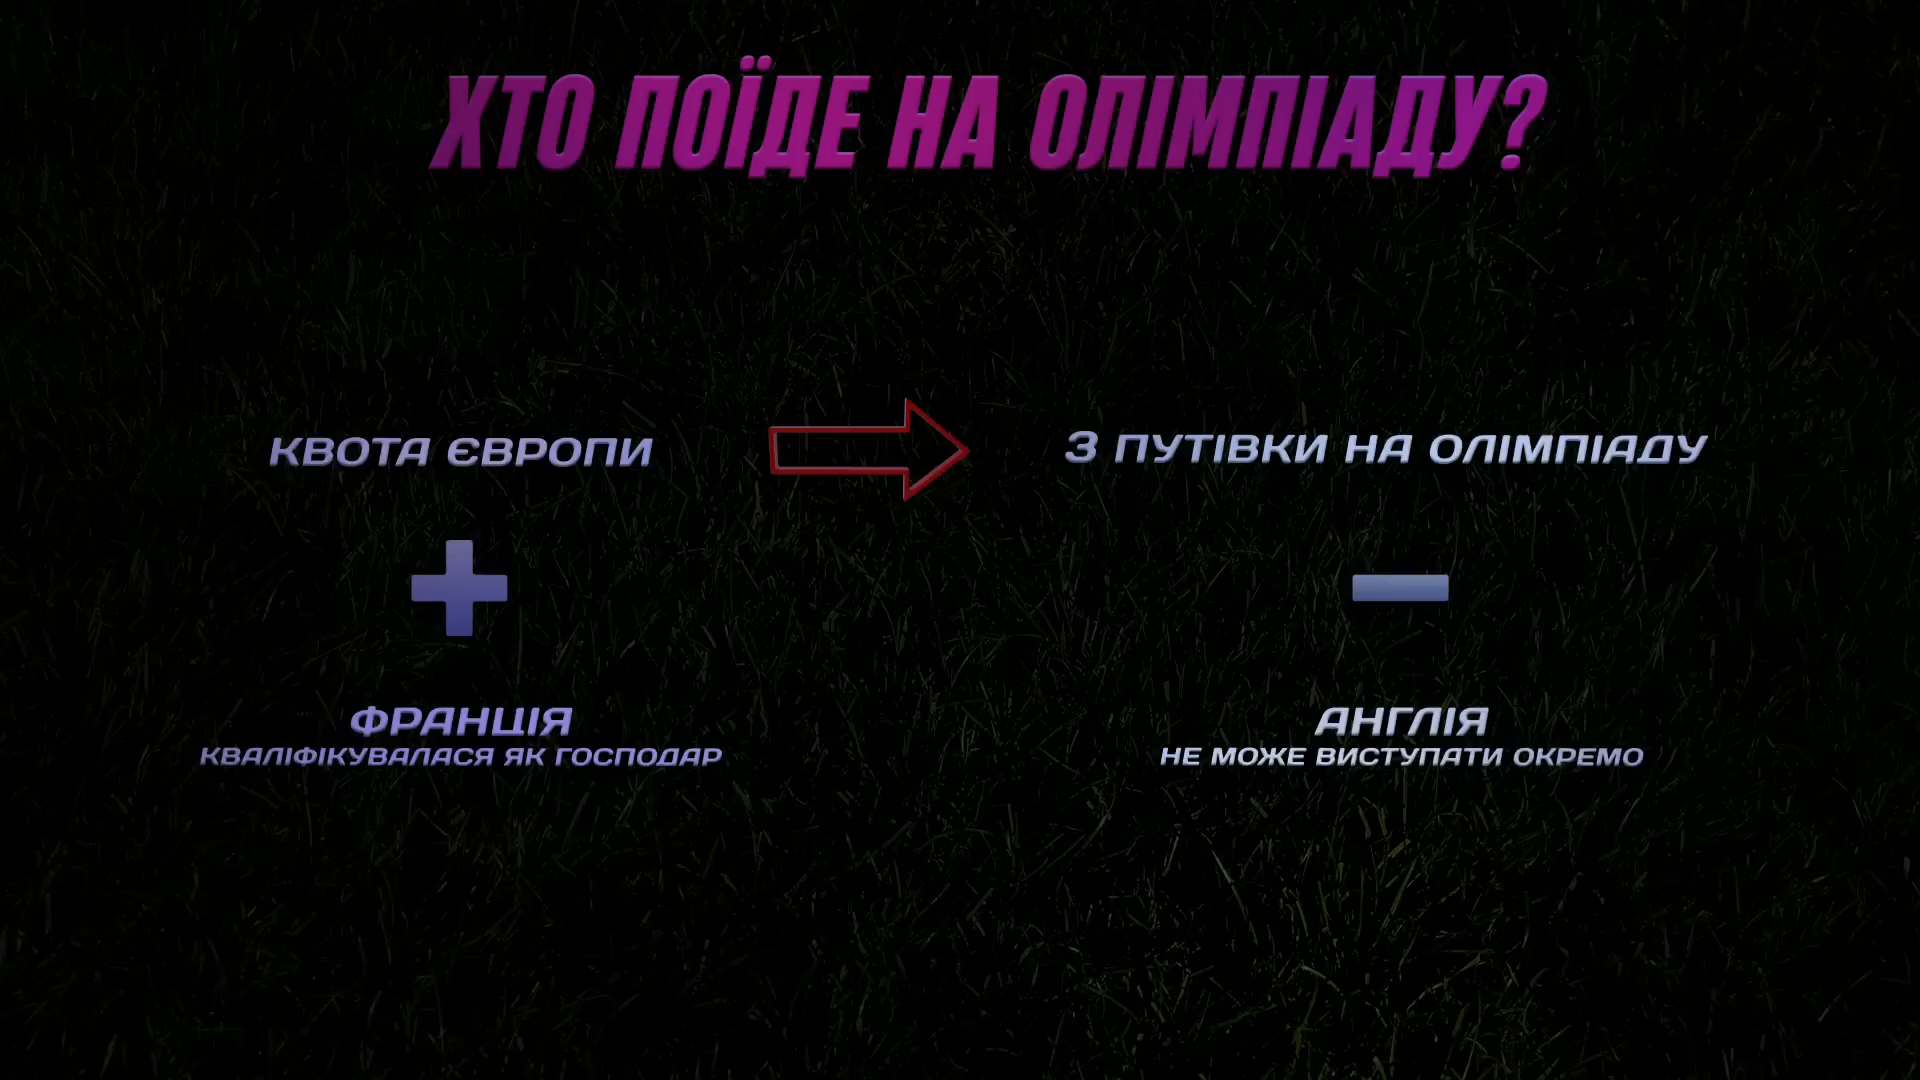 ХТО ПОЇДЕ НА ОЛІМПІАДУ?
КВОТА ЄВРОПИ
3 ПУТІВКИ НА ОЛІМПІАДУ
ФРАНЦІЯ
КВАЛІФІКУВАЛАСЯ ЯК ГОСПОДАР
АНГЛІЯ
НЕ МОЖЕ ВИСТУПАТИ ОКРЕМО